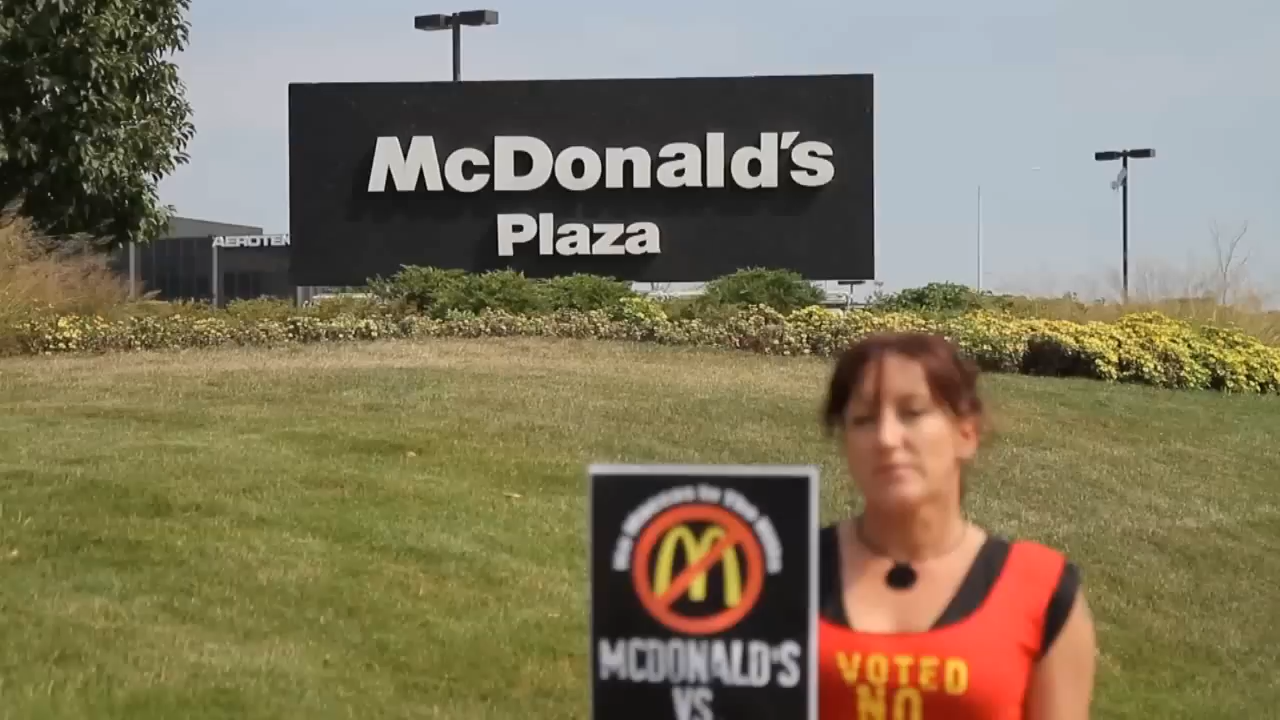 McDonald's
Plaza
AEROTEK
MCDONALD'S
VS.
VOTED
NO